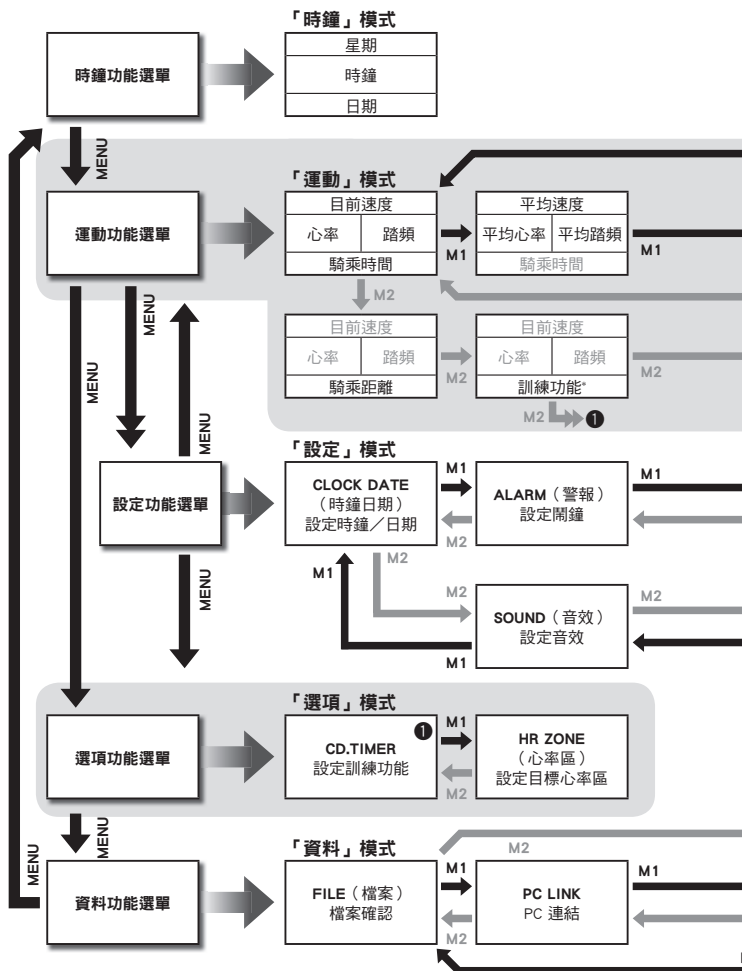 「時鐘」模式
時鐘功能選單
星期
時鐘
日期
MENU
「運動」模式
運動功能選單
目前速度
心率 踏頻
騎乘時間
M1
平均速度
平均心率 平均踏頻
騎乘時間
M1
M2
目前速度
心率 踏頻
騎乘距離
M2
目前速度
心率 踏頻
訓練功能*
M2
M2 ❶
MENU
MENU
MENU
「設定」模式
設定功能選單
CLOCK DATE
（時鐘日期）
設定時鐘／日期
M1
M2
ALARM（警報）
設定鬧鐘
M1
M2
M1
M2
M1
SOUND（音效）
設定音效
M2
MENU
「選項」模式
選項功能選單
❶
CD.TIMER
設定訓練功能
M1
M2
HR ZONE
（心率區）
設定目標心率區
MENU
MENU
「資料」模式
資料功能選單
FILE（檔案）
檔案確認
M2
M1
M2
PC LINK
PC 連結
M1